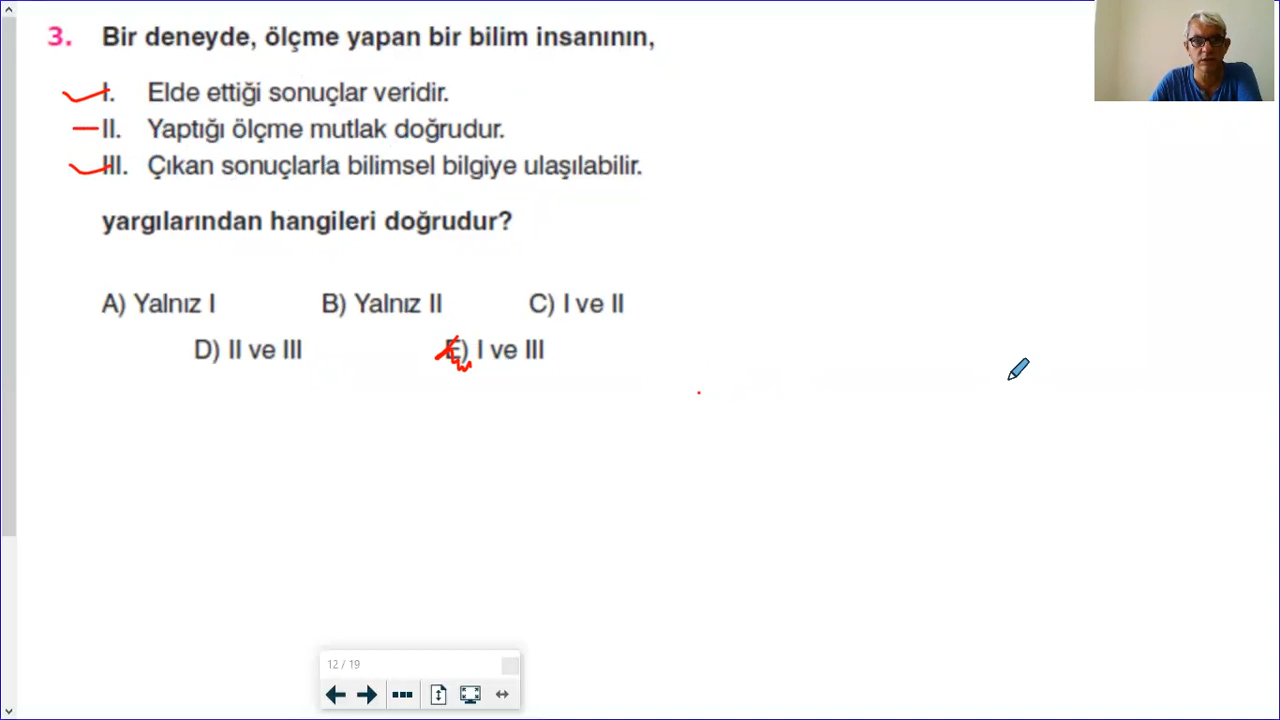 3. Bir deneyde, ölçme yapan bir bilim insanının,
I. Elde ettiği sonuçlar veridir.
II. Yaptığı ölçme mutlak doğrudur.
III. Çıkan sonuçlarla bilimsel bilgiye ulaşılabilir.
yargılarından hangileri doğrudur?
A) Yalnız I B) Yalnız II C) I ve II
D) II ve III E) I ve III
12 / 19